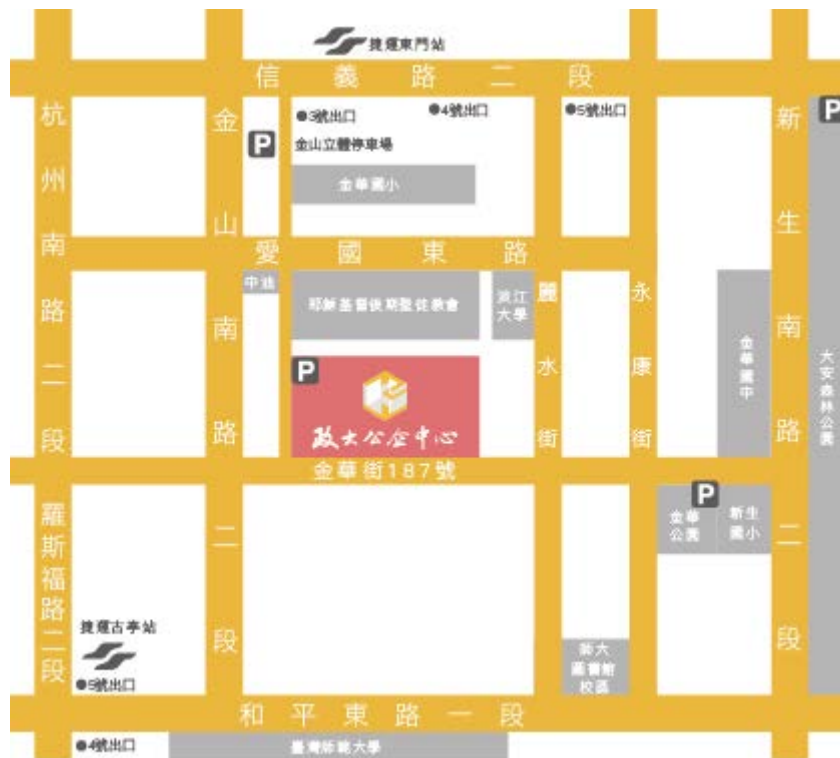 捷運東門站
信義路二段
●3號出口
●4號出口
●5號出口
P
P
金山立體停車場
金華國小
杭州南路二段
金山南路二段
新生南路二段
愛國東路
中油
耶穌基督後期聖徒教會
淡江
大學
麗水街
永康街
金華國中
大安森林公園
P
政大公企中心
金華街187號
P
金華
公園
新生
國小
羅斯福路二段
捷運古亭站
●5號出口
師大
圖書館
校區
和平東路一段
●4號出口
臺灣師範大學